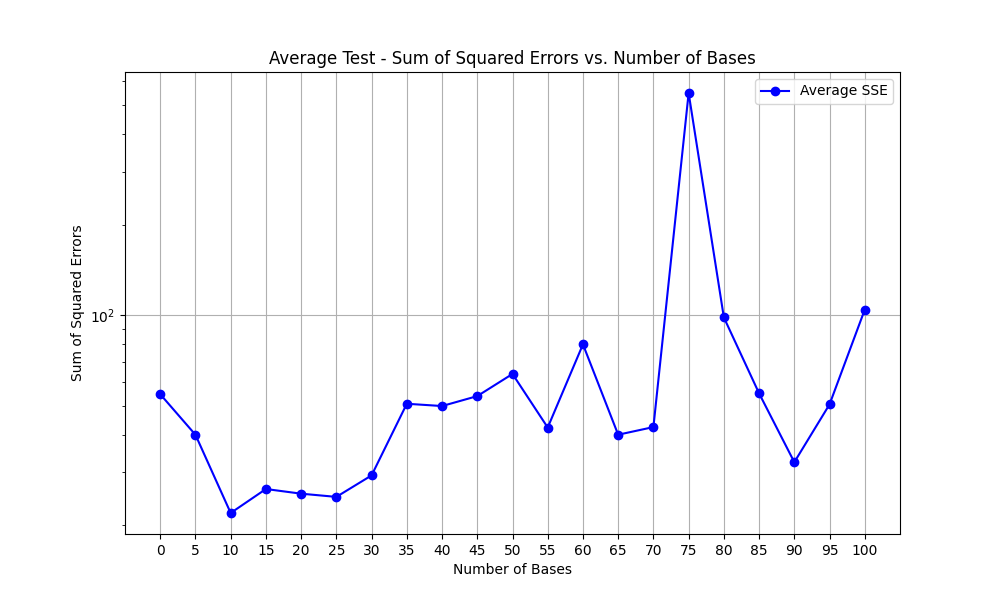 Average Test - Sum of Squared Errors vs. Number of Bases
Average SSE
Sum of Squared Errors
10²
0 5 10 15 20 25 30 35 40 45 50 55 60 65 70 75 80 85 90 95 100
Number of Bases